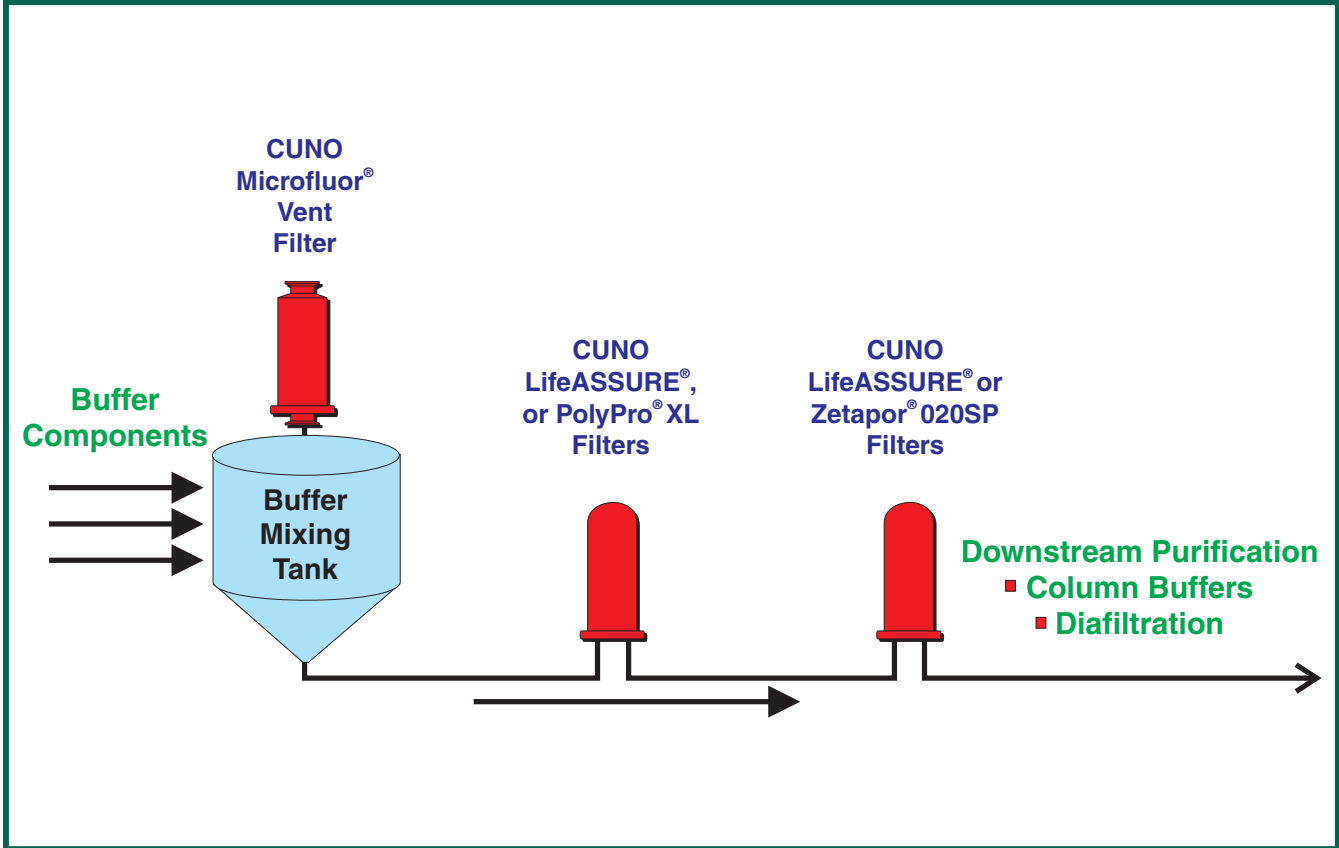 CUNO
Microfluor®
Vent
Filter
Buffer
Components
Buffer
Mixing
Tank
CUNO
LifeASSURE®,
or PolyPro® XL
Filters
CUNO
LifeASSURE® or
Zetapor® 020SP
Filters
Downstream Purification
Column Buffers
Diafiltration